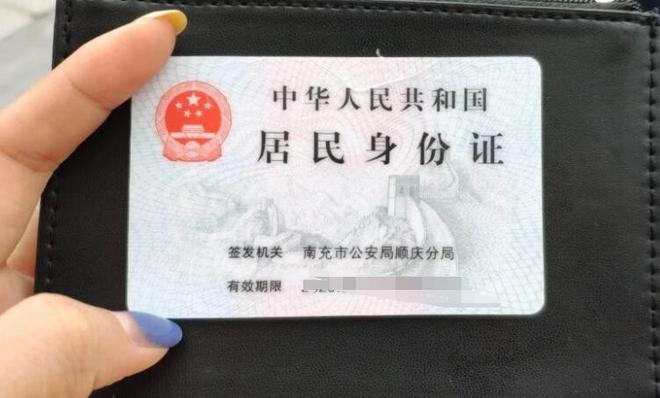 中华人民共和国
居民身份证
签发机关 南充市公安局顺庆分局
有效期限